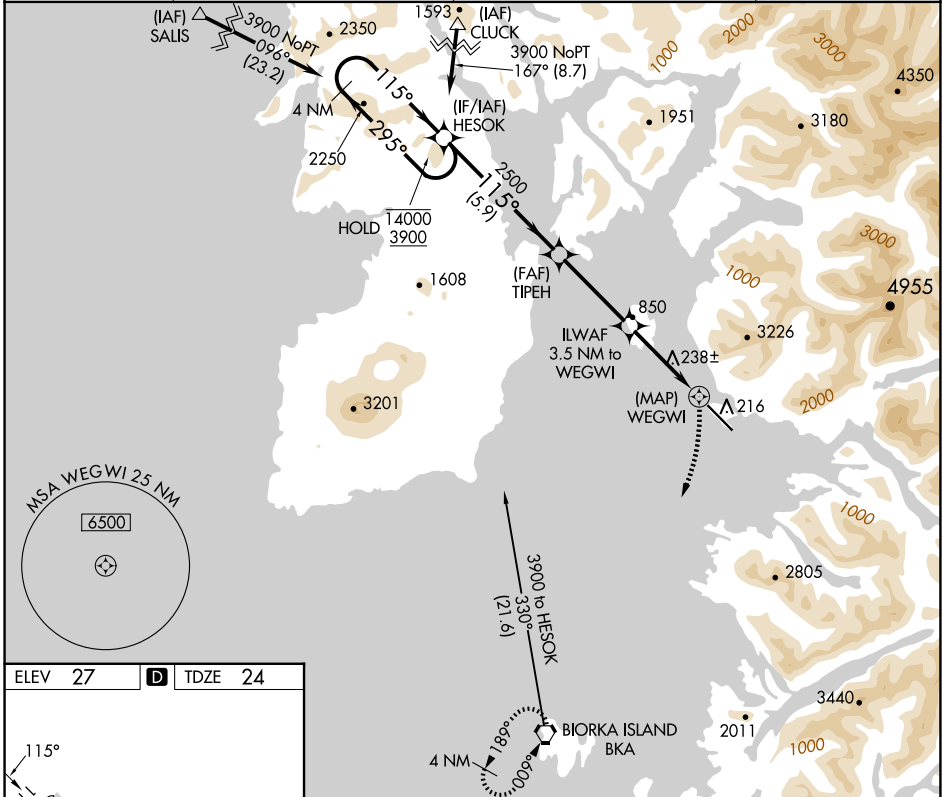 (IAF)
SALIS
3900 NoPT
096°
(23.2)
2350
1593
(IAF)
CLUCK
3900 NoPT
167° (8.7)
1000
2000
3000
4350
4 NM
115°
295°
2250
(IF/IAF)
HESOK
1951
3180
HOLD
14000
3900
2500
115°
(5.9)
(FAF)
TIPEH
1608
1000
3000
4955
850
ILWAF
3.5 NM to
WEGWI
238±
3226
(MAP)
WEGWI
216
2000
3201
MSA WEGWI 25 NM
6500
1000
2805
3900 to HESOK
330°
(21.6)
ELEV 27
D
TDZE 24
115°
4 NM
189°
009°
BIORKA ISLAND
BKA
2011
3440
1000